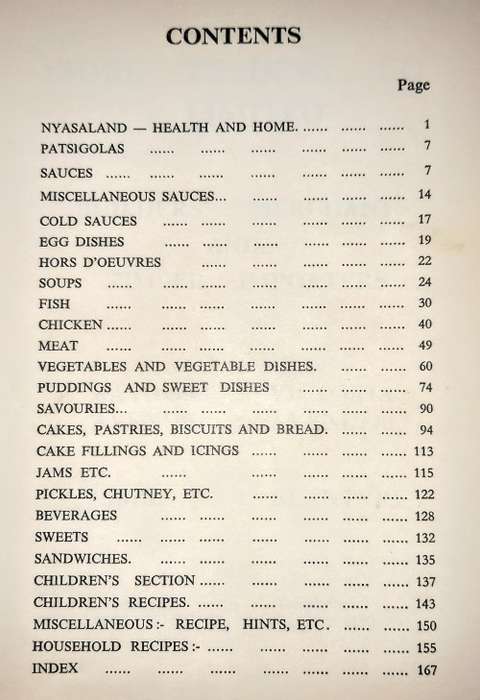 CONTENTS
Page
NYASALAND — HEALTH AND HOME. ...... ...... ...... 1
PATSIGOLAS ...... ...... ...... ...... ...... 7
SAUCES ...... ...... ...... ...... ...... ...... 7
MISCELLANEOUS SAUCES... ...... ...... ...... 14
COLD SAUCES ...... ...... ...... ...... ...... 17
EGG DISHES ...... ...... ...... ...... ...... 19
HORS D'OEUVRES ...... ...... ...... ...... 22
SOUPS ...... ...... ...... ...... ...... ...... 24
FISH ...... ...... ...... ...... ...... ...... 30
CHICKEN ...... ...... ...... ...... ...... ...... 40
MEAT ...... ...... ...... ...... ...... ...... 49
VEGETABLES AND VEGETABLE DISHES. ...... ...... 60
PUDDINGS AND SWEET DISHES ...... ...... ...... 74
SAVOURIES... ...... ...... ...... ...... ...... 90
CAKES, PASTRIES, BISCUITS AND BREAD. ...... ...... 94
CAKE FILLINGS AND ICINGS ...... ...... ...... ...... 113
JAMS ETC. ...... ...... ...... ...... 115
PICKLES, CHUTNEY, ETC. ...... ...... ...... ...... 122
BEVERAGES ...... ...... ...... ...... ...... 128
SWEETS ...... ...... ...... ...... ...... ...... 132
SANDWICHES. ...... ...... ...... ...... ...... 135
CHILDREN'S SECTION ...... ...... ...... ...... 137
CHILDREN'S RECIPES. ...... ...... ...... ...... 143
MISCELLANEOUS:- RECIPE, HINTS, ETC. ...... ...... 150
HOUSEHOLD RECIPES:- ...... ...... ...... ...... 155
INDEX ...... ...... ...... ...... ...... ...... 167